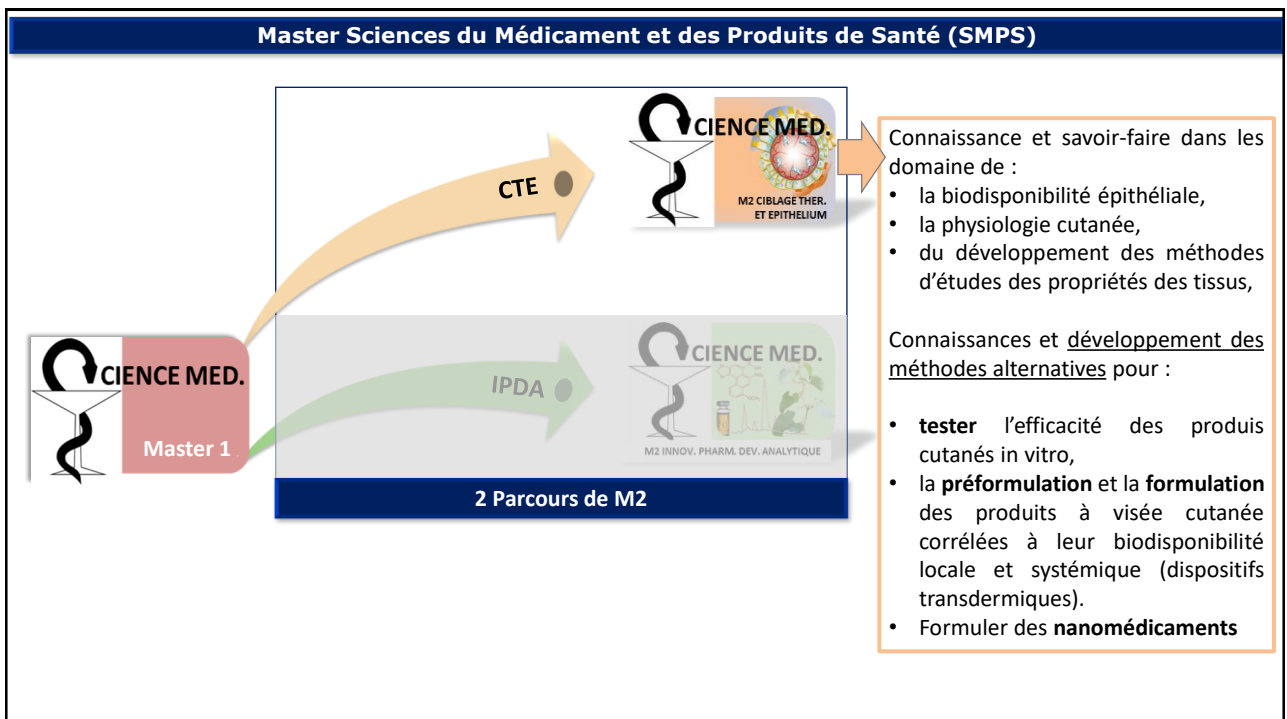 Master Sciences du Médicament et des Produits de Santé (SMPS)
CIENCE MED.
Master 1
CTE
CIENCE MED.
M2 CIBLAGE THER.
ET EPITHELIUM
IPDA
CIENCE MED.
M2 INNOV. PHARM. DEV. ANALYTIQUE
2 Parcours de M2
Connaissance et savoir-faire dans les
domaine de :
• la biodisponibilité épithéliale,
• la physiologie cutanée,
• du développement des méthodes
d’études des propriétés des tissus,
Connaissances et développement des
méthodes alternatives pour :
• tester l’efficacité des produis
cutanés in vitro,
• la préformulation et la formulation
des produits à visée cutanée
corrélées à leur biodisponibilité
locale et systémique (dispositifs
transdermiques).
• Formuler des nanomédicaments